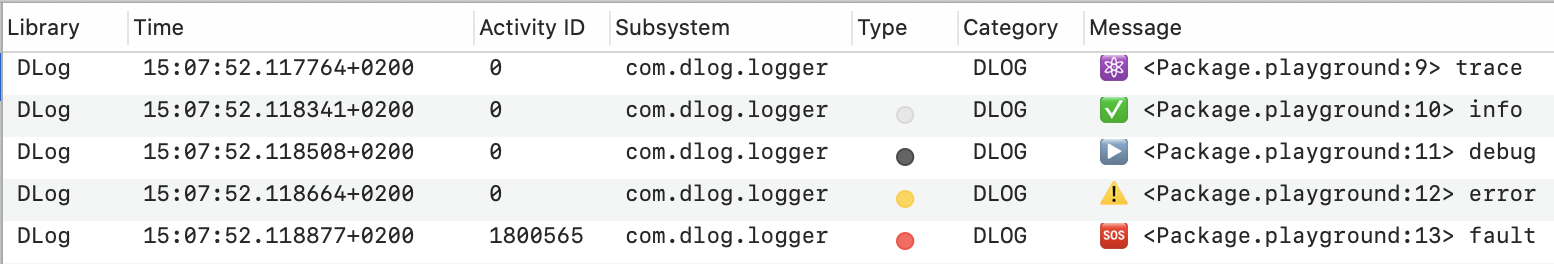 Library Time Activity ID Subsystem Type Category Message
DLog 15:07:52.117764+0200 0 com.dlog.logger DLOG ⚛️ <Package.playground:9> trace
DLog 15:07:52.118341+0200 0 com.dlog.logger DLOG ✅ <Package.playground:10> info
DLog 15:07:52.118508+0200 0 com.dlog.logger DLOG ▶️ <Package.playground:11> debug
DLog 15:07:52.118664+0200 0 com.dlog.logger DLOG ⚠️ <Package.playground:12> error
DLog 15:07:52.118877+0200 1800565 com.dlog.logger DLOG 🆘 <Package.playground:13> fault